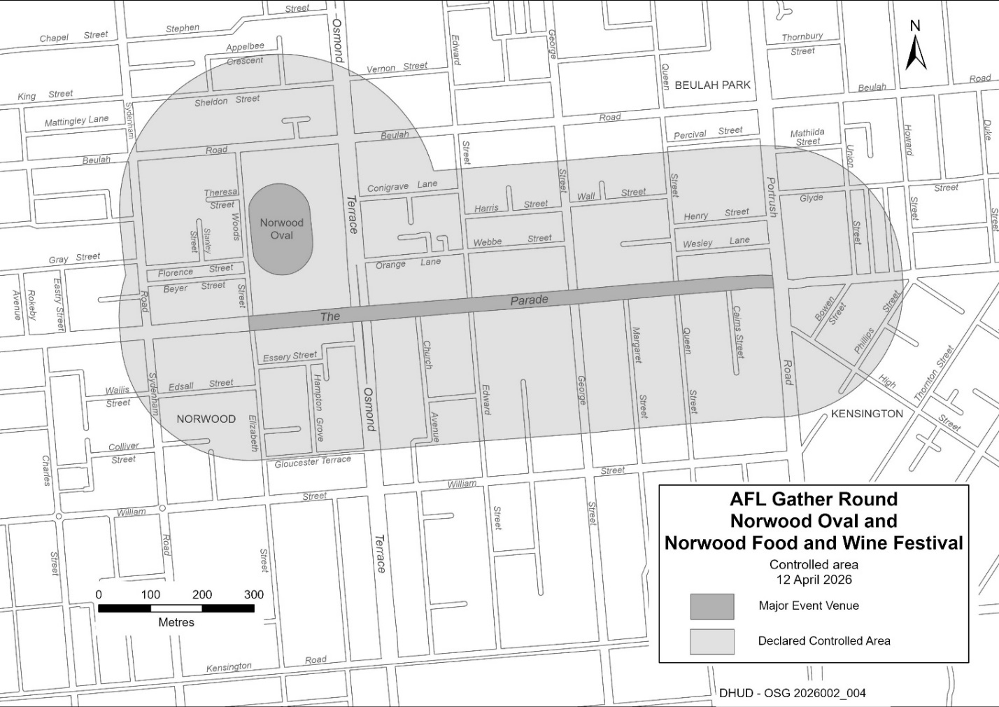 Street
Stephen
Chapel Street
Osmond
Appelbee
Crescent
Edward
George
Thornbury
Street
N
Vernon Street
Queen
BEULAH PARK
Beulah
Road
King Street
Sheldon Street
Sydenham
Mattingley Lane
Road
Percival Street
Mathilda
Street
Howard
Duke
Beulah
Road
Beulah
Street
Union
Street
Street
Conigrave Lane
Portrush
Street
Theresa
Street
Terrace
Wall Street
Glyde
Harris Street
Woods
Norwood
Oval
Henry Street
Street
Street
Street
Stanley
Street
Webbe Street
Wesley Lane
Gray Street
Orange Lane
Florence Street
Beyer Street
Street
Road
Avenue
Rokeby
Eastry Street
The Parade
Bowen
Street
Street
Phillips
Cairns Street
Margaret
Queen
Church
Essery Street
Road
High
Thornton Street
Street
Hampton Grove
Edsall Street
Wallis
Street
Sydenham
Osmond
Edward
George
Street
Street
NORWOOD
Elizabeth
Avenue
KENSINGTON
Colliver
Street
Gloucester Terrace
Charles
Street
William
Street
William
Street
Street
Road
Street
Street
Terrace
AFL Gather Round
Norwood Oval and
Norwood Food and Wine Festival
Controlled area
12 April 2026
Major Event Venue
Declared Controlled Area
0 100 200 300
Metres
Kensington Road
DHUD - OSG 2026002_004